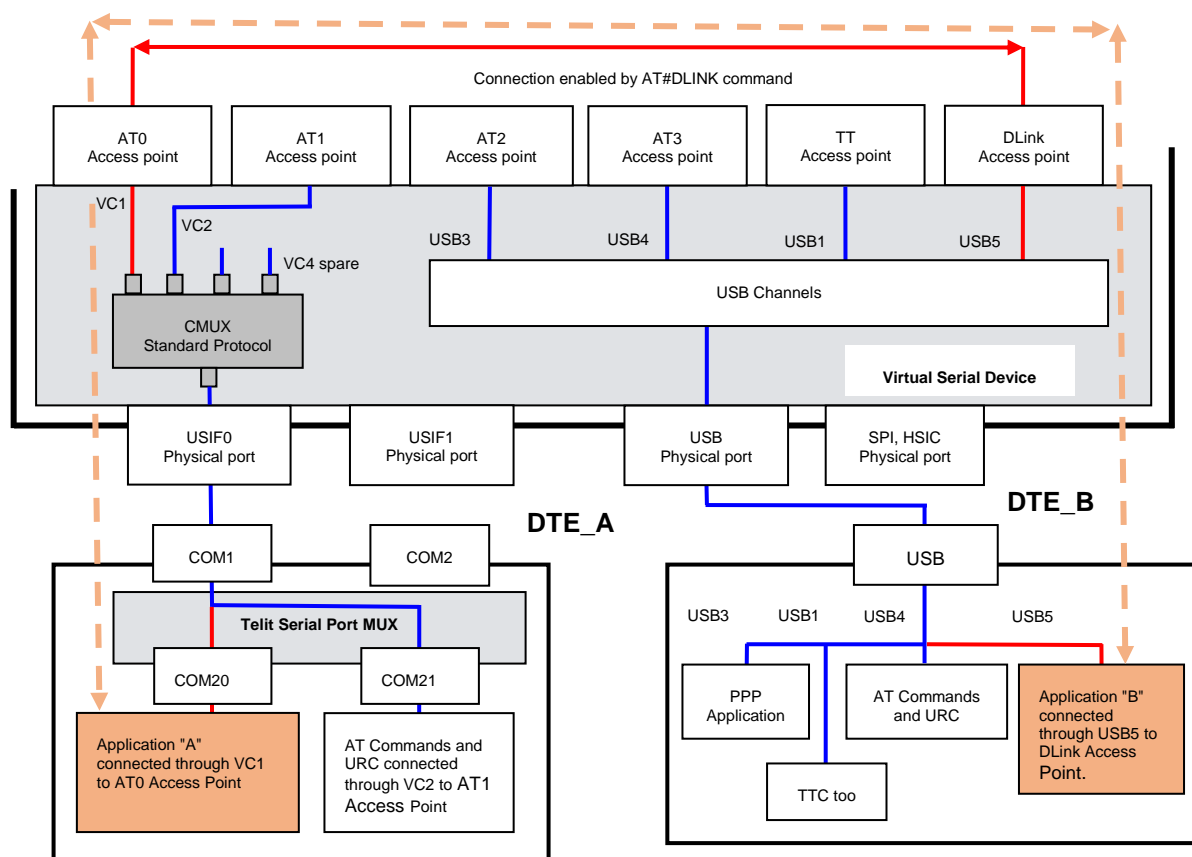 Connection enabled by AT#DLINK command
AT0
Access point
AT1
Access point
AT2
Access point
AT3
Access point
TT
Access point
DLink
Access point
VC1
VC2
VC4 spare
USB3
USB4
USB1
USB5
USB Channels
CMUX
Standard Protocol
Virtual Serial Device
USIF0
Physical port
USIF1
Physical port
USB
Physical port
SPI, HSIC
Physical port
DTE_A
DTE_B
COM1
COM2
USB
Telit Serial Port MUX
USB3
USB1
USB4
USB5
COM20
COM21
PPP
Application
AT Commands
and URC
Application "B"
connected
through USB5 to
DLink Access
Point.
Application "A"
connected through VC1
to AT0 Access Point
AT Commands and
URC connected
through VC2 to AT1
Access Point
TTC too